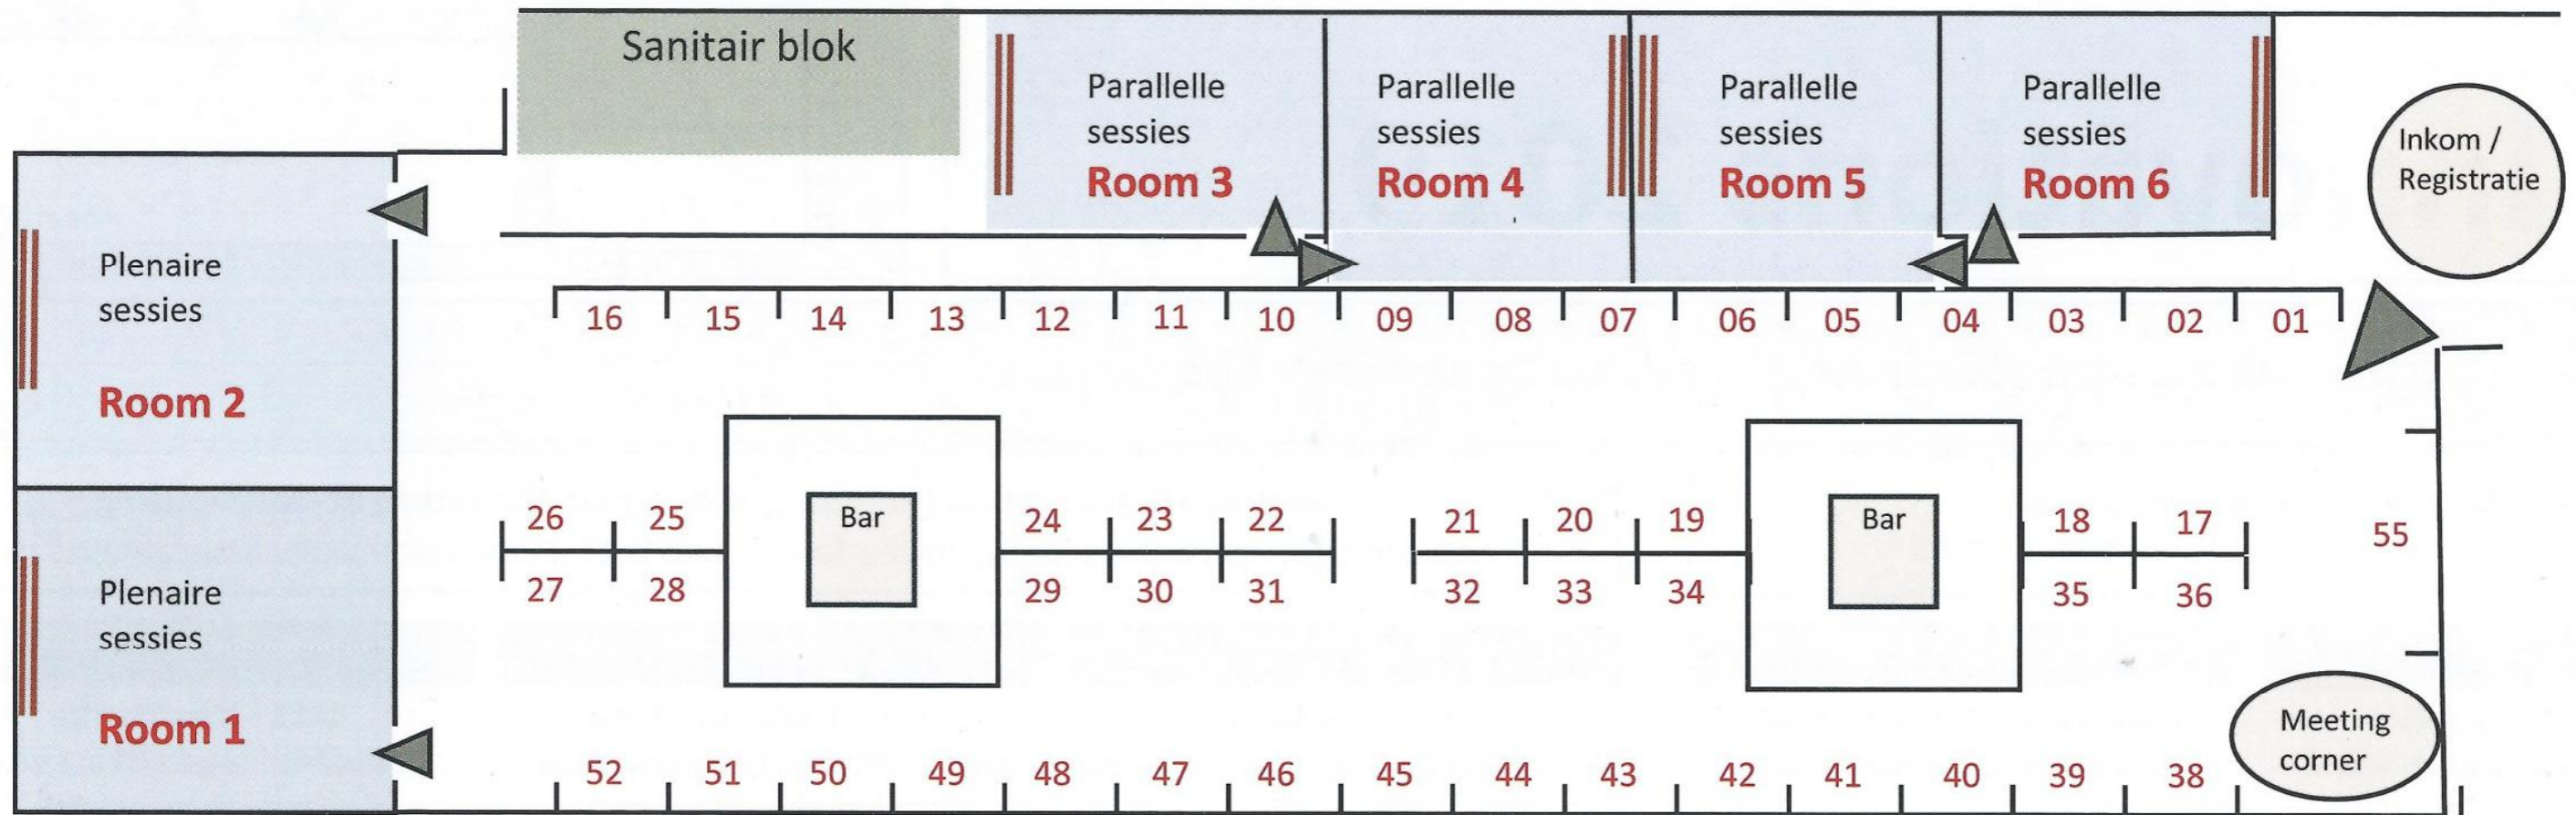 Sanitair blok
Parallelle
sessies
Room 3
Parallelle
sessies
Room 4
Parallelle
sessies
Room 5
Parallelle
sessies
Room 6
Inkom /
Registratie
Plenaire
sessies
Room 2
16 15 14 13 12 11 10 09 08 07 06 05 04 03 02 01
Bar
Bar
26 25 24 23 22 21 20 19 18 17
55
27 28 29 30 31 32 33 34 35 36
Plenaire
sessies
Room 1
Meeting
corner
52 51 50 49 48 47 46 45 44 43 42 41 40 39 38